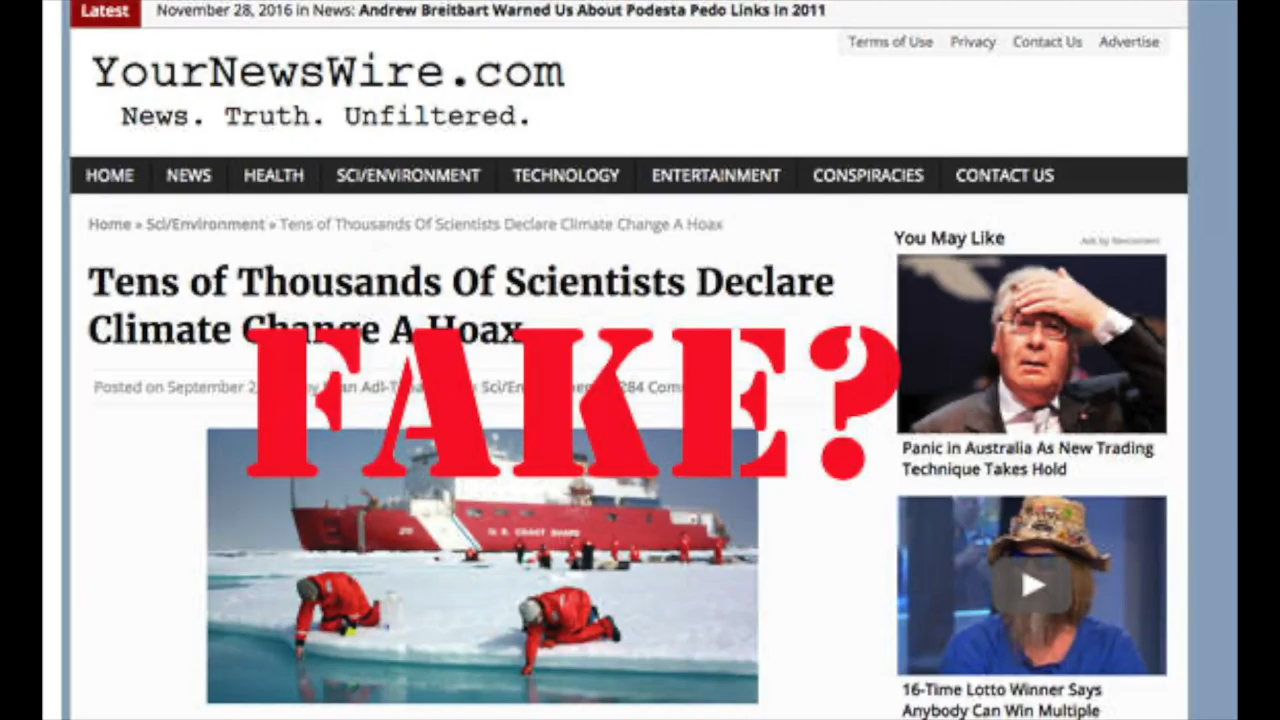 Latest
November 28, 2016 in News: Andrew Breitbart Warned Us About Podesta Pedo Links In 2011
Terms of Use Privacy Contact Us Advertise
YourNewsWire.com
News. Truth. Unfiltered.
HOME NEWS HEALTH SCI/ENVIRONMENT TECHNOLOGY ENTERTAINMENT CONSPIRACIES CONTACT US
Home » Sci/Environment » Tens of Thousands Of Scientists Declare Climate Change A Hoax
Tens of Thousands Of Scientists Declare
Climate Change A Hoax
Posted on September
FAKE?
U. S. COAST GUARD
You May Like
Panic in Australia As New Trading
Technique Takes Hold
16-Time Lotto Winner Says
Anybody Can Win Multiple